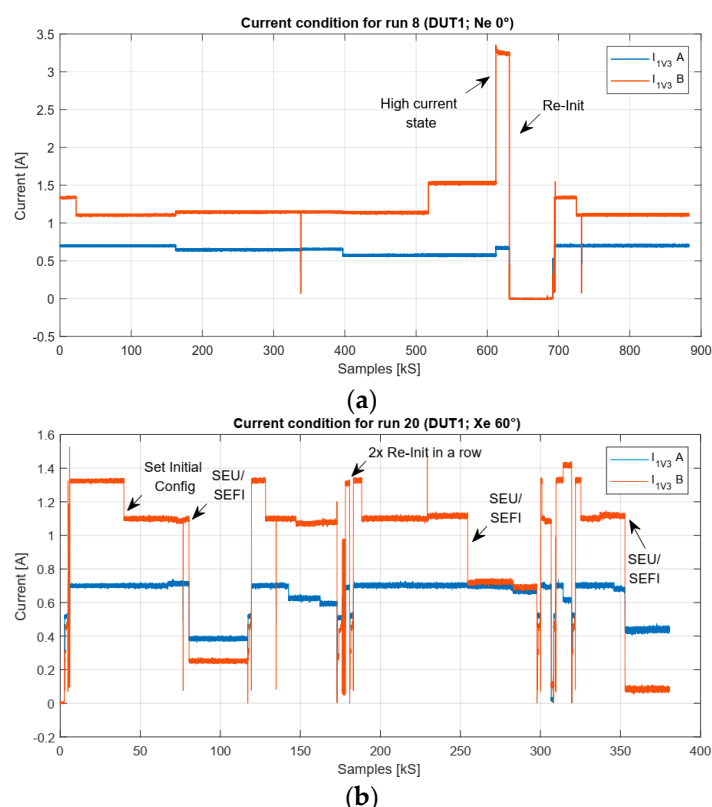 Current condition for run 8 (DUT1; Ne 0°)
3.5
3
2.5
2
1.5
1
0.5
0
-0.5
Current [A]
I1V3 A
I1V3 B
High current
state
Re-Init
0 100 200 300 400 500 600 700 800 900
Samples [kS]
(a)
Current condition for run 20 (DUT1; Xe 60°)
1.6
1.4
1.2
1
0.8
0.6
0.4
0.2
0
-0.2
Current [A]
I1V3 A
I1V3 B
2x Re-Init in a row
Set Initial
Config
SEU/
SEFI
SEU/
SEFI
SEU/
SEFI
0 50 100 150 200 250 300 350 400
Samples [kS]
(b)